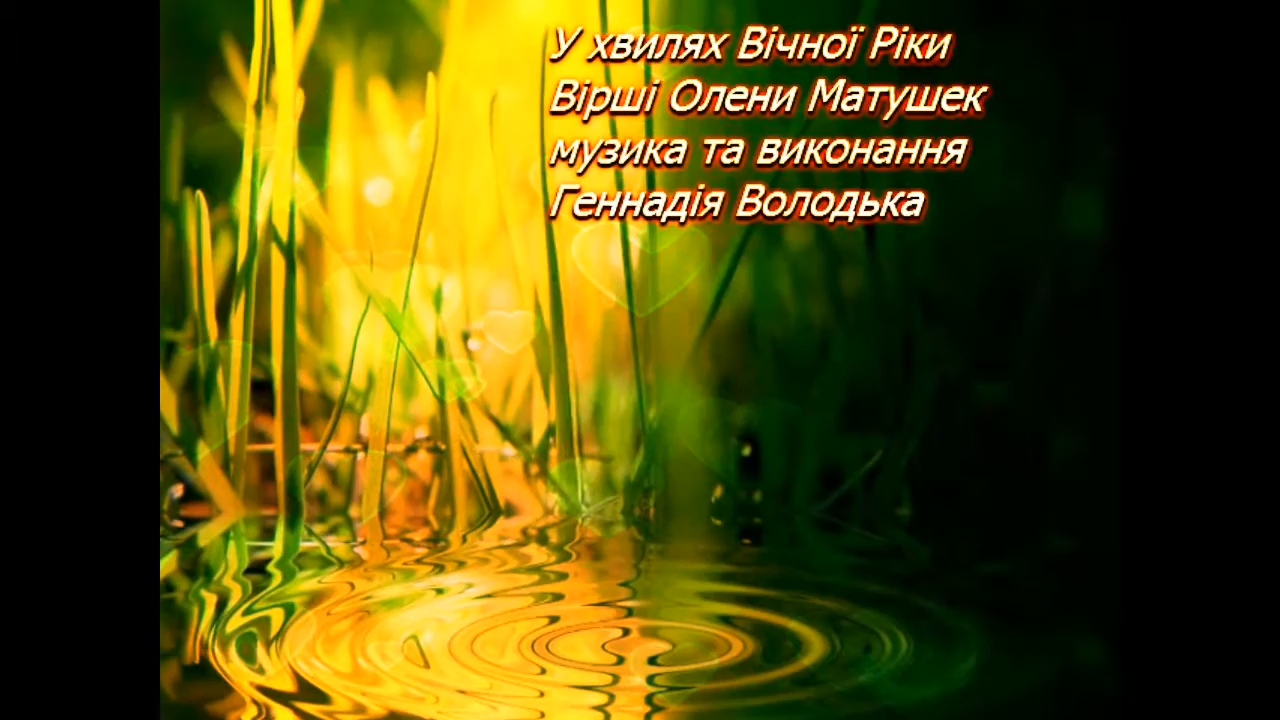 У хвилях Вічної Ріки
Вірші Олени Матушек
музика та виконання
Геннадія Володька